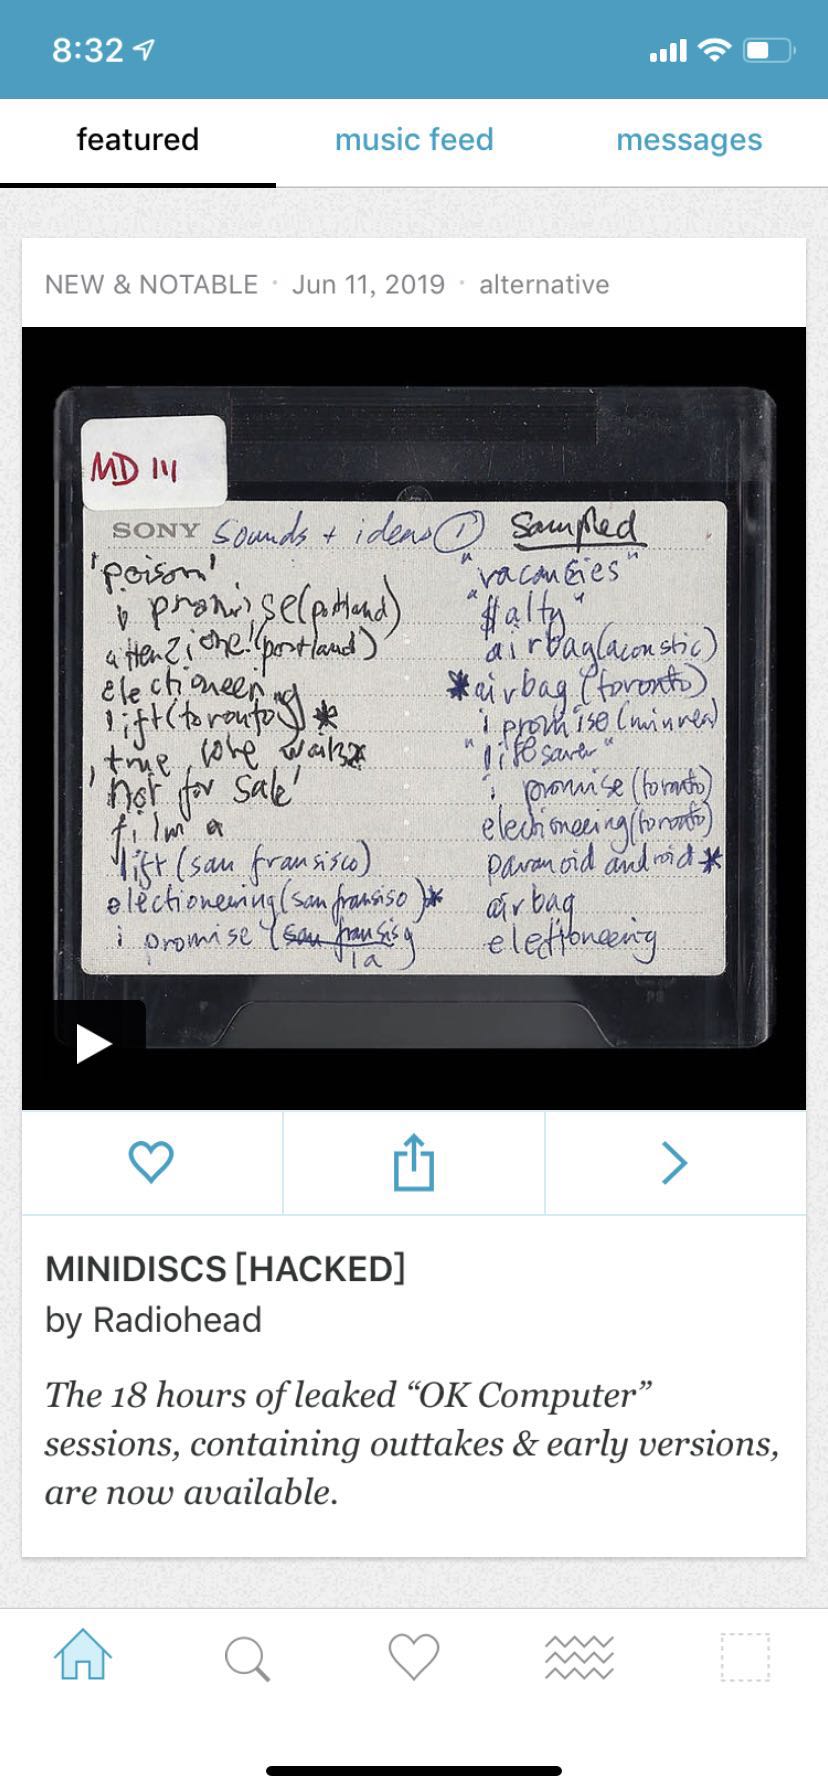 8:32
featured music feed messages
NEW & NOTABLE · Jun 11, 2019 · alternative
MD 111
SONY Sounds + ideas 1 Sampled
'poison'
i promise (portland)
attenzione! (portland)
electioneering
lift (toronto) *
true love waits *
'not for sale'
film a
lift (san fransisco)
electioneering (san fransiso) *
i promise (san fransis
la)
"vacancies"
"$alty"
airbag (acoustic)
*airbag (toronto)
i promise (minnea)
"lifesaver"
i promise (toronto)
electioneering (toronto)
paranoid android *
airbag
electioneering
MINIDISCS [HACKED]
by Radiohead
The 18 hours of leaked “OK Computer”
sessions, containing outtakes & early versions,
are now available.